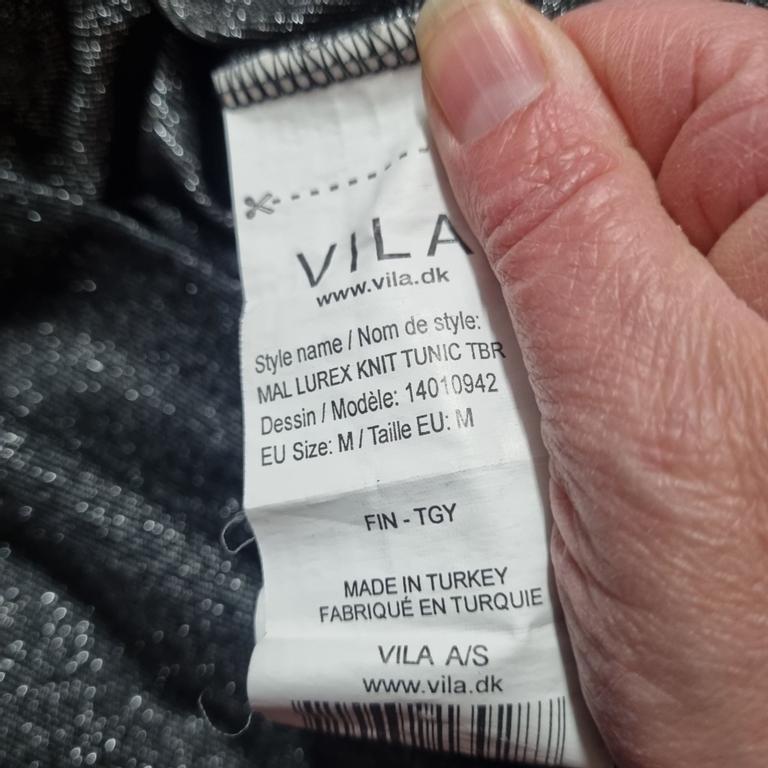 VILA
www.vila.dk
Style name / Nom de style:
MAL LUREX KNIT TUNIC TBR
Dessin / Modèle: 14010942
EU Size: M / Taille EU: M
FIN - TGY
MADE IN TURKEY
FABRIQUÉ EN TURQUIE
VILA A/S
www.vila.dk